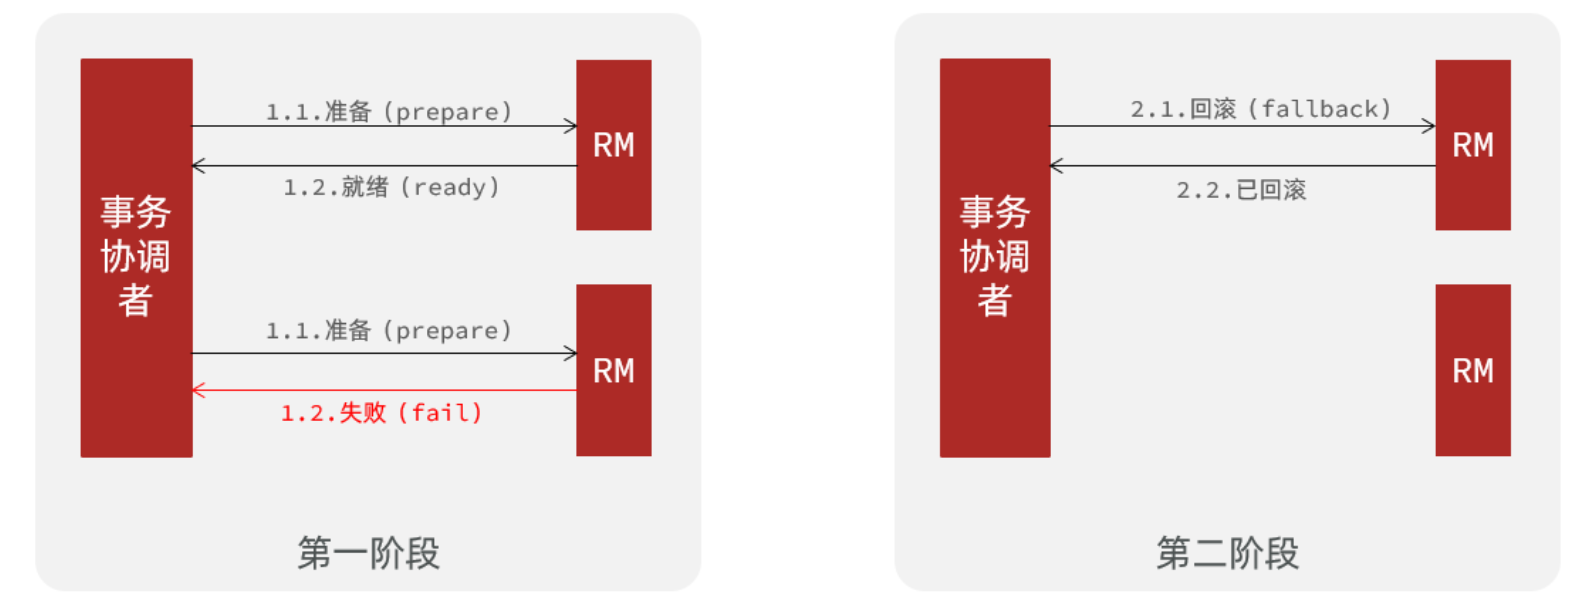 事务
协调
者
1.1.准备（prepare）
1.2.就绪（ready）
RM
1.1.准备（prepare）
1.2.失败（fail）
RM
第一阶段
事务
协调
者
2.1.回滚（fallback）
2.2.已回滚
RM
RM
第二阶段